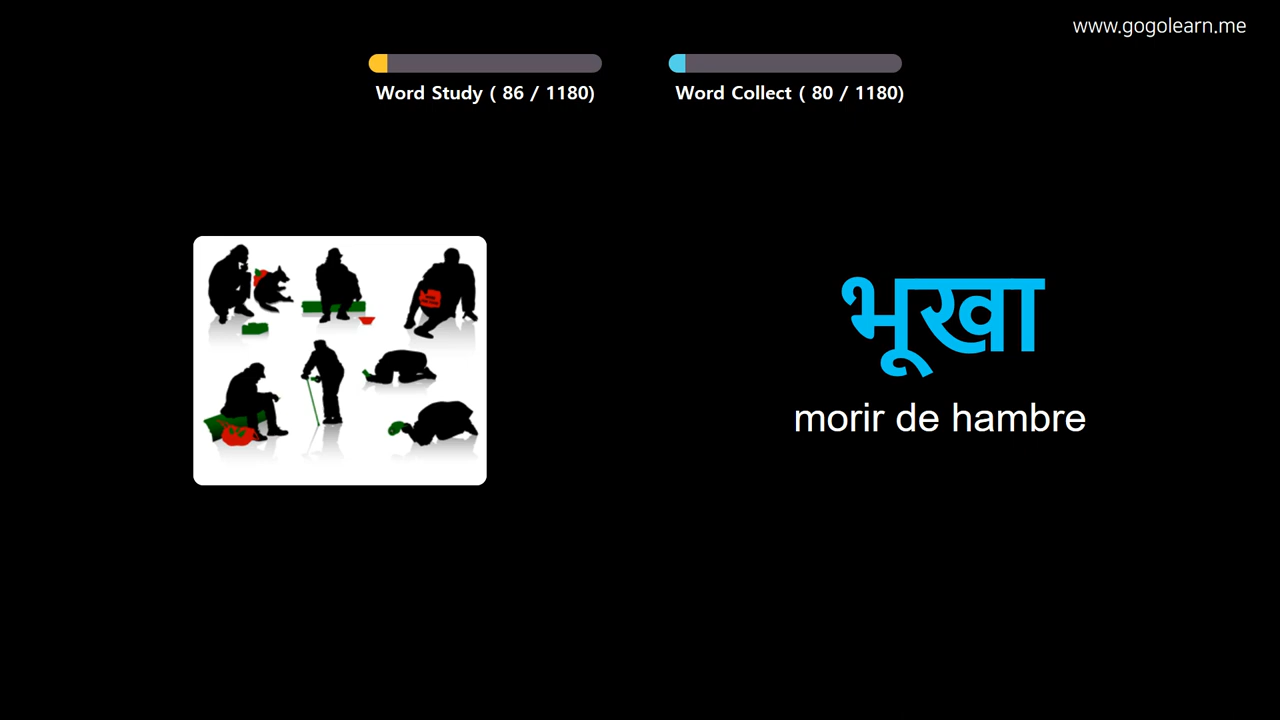 www.gogolearn.me
Word Study ( 86 / 1180)
Word Collect ( 80 / 1180)
भूखा
morir de hambre